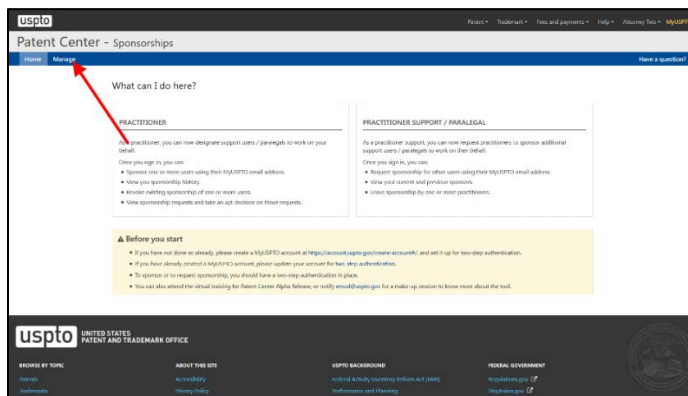 uspto
Patent Trademark Fees and payments Help Attorney Two MyUSPTO
Patent Center - Sponsorships
Home Manage Have a question?
What can I do here?
PRACTITIONER
As a practitioner, you can now designate support users / paralegals to work on your
behalf.
Once you sign in, you can:
• Sponsor one or more users using their MyUSPTO email address
• View you sponsorship history.
• Revoke existing sponsorship of one or more users.
• View sponsorship requests and take an apt decision on those requests.
PRACTITIONER SUPPORT / PARALEGAL
As a practitioner support, you can now request practitioners to sponsor additional
support users / paralegals to work on their behalf.
Once you sign in, you can:
• Request sponsorship for other users using their MyUSPTO email address.
• View your current and previous sponsors.
• Leave sponsorship by one or more practitioners.
Before you start
• If you have not done so already, please create a MyUSPTO account at https://account.uspto.gov/create-account/#/, and set it up for two-step authentication.
• If you have already created a MyUSPTO account, please update your account for two-step authentication.
• To sponsor or to request sponsorship, you should have a two-step authentication in place.
• You can also attend the virtual training for Patent Center Alpha Release, or notify emod@uspto.gov for a make-up session to know more about the tool.
uspto UNITED STATES
PATENT AND TRADEMARK OFFICE
BROWSE BY TOPIC ABOUT THIS SITE USPTO BACKGROUND FEDERAL GOVERNMENT
Patents Accessibility Federal Activity Inventory Reform Act (FAIR) Regulations.gov
Trademarks Privacy Policy Performance and Planning